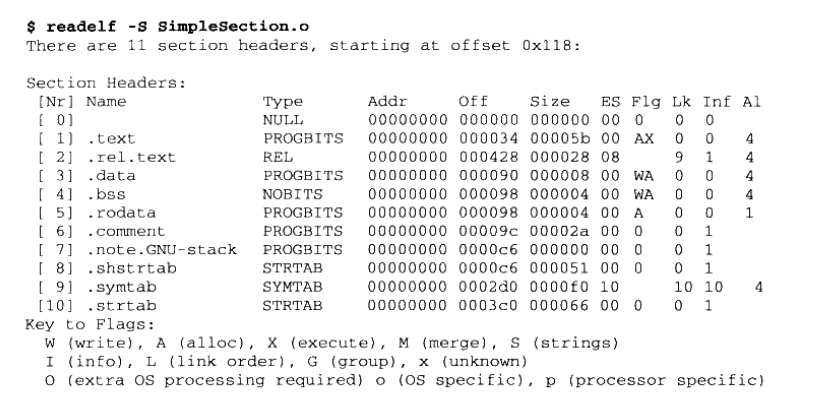 $ readelf -S SimpleSection.o
There are 11 section headers, starting at offset 0x118:
Section Headers:
[Nr] Name Type Addr Off Size ES Flg Lk Inf Al
[ 0] NULL 00000000 000000 000000 00 0 0 0
[ 1] .text PROGBITS 00000000 000034 00005b 00 AX 0 0 4
[ 2] .rel.text REL 00000000 000428 000028 08 9 1 4
[ 3] .data PROGBITS 00000000 000090 000008 00 WA 0 0 4
[ 4] .bss NOBITS 00000000 000098 000004 00 WA 0 0 4
[ 5] .rodata PROGBITS 00000000 000098 000004 00 A 0 0 1
[ 6] .comment PROGBITS 00000000 00009c 00002a 00 0 0 1
[ 7] .note.GNU-stack PROGBITS 00000000 0000c6 000000 00 0 0 1
[ 8] .shstrtab STRTAB 00000000 0000c6 000051 00 0 0 1
[ 9] .symtab SYMTAB 00000000 0002d0 0000f0 10 10 10 4
[10] .strtab STRTAB 00000000 0003c0 000066 00 0 0 1
Key to Flags:
W (write), A (alloc), X (execute), M (merge), S (strings)
I (info), L (link order), G (group), x (unknown)
O (extra OS processing required) o (OS specific), p (processor specific)